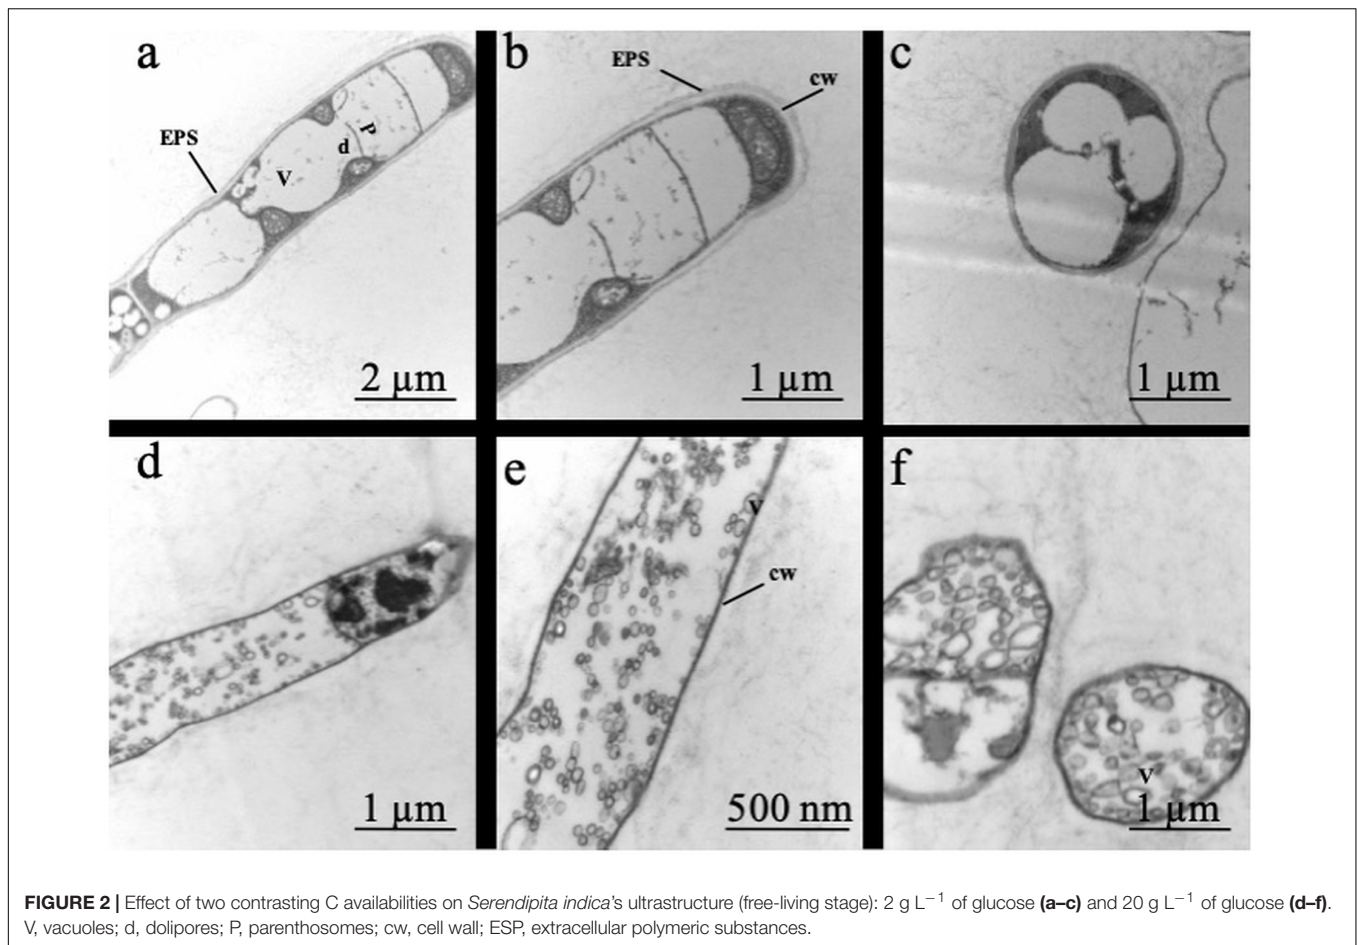 a
EPS
V
d
P
2 µm
b
EPS
cw
1 µm
c
1 µm
d
1 µm
e
V
cw
500 nm
f
V
1 µm
FIGURE 2 | Effect of two contrasting C availabilities on Serendipita indica's ultrastructure (free-living stage): 2 g L⁻¹ of glucose (a–c) and 20 g L⁻¹ of glucose (d–f).
V, vacuoles; d, dolipores; P, parenthosomes; cw, cell wall; ESP, extracellular polymeric substances.